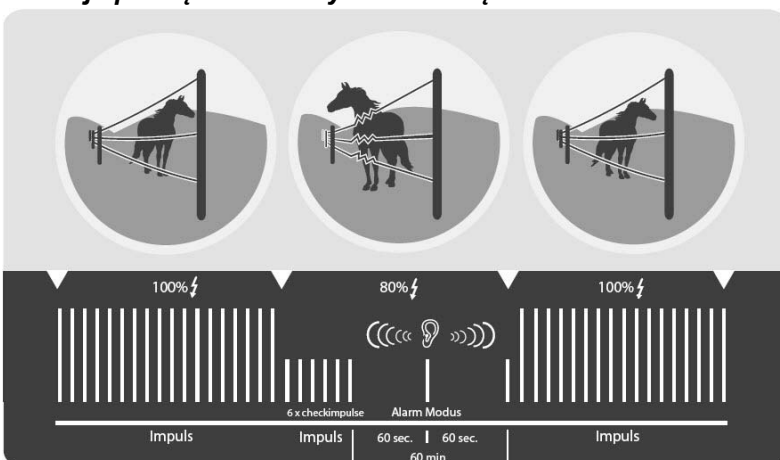 100% 80% 100%
6 x checkimpulse Alarm Modus
Impuls Impuls 60 sec. 60 sec. Impuls
60 min